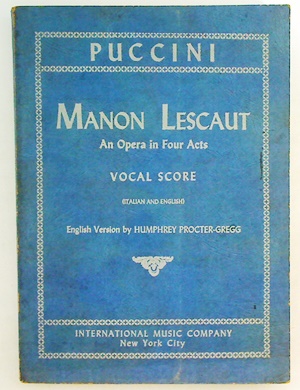 PUCCINI
MANON LESCAUT
An Opera in Four Acts
VOCAL SCORE
(ITALIAN AND ENGLISH)
English Version by HUMPHREY PROCTER-GREGG
INTERNATIONAL MUSIC COMPANY
New York City